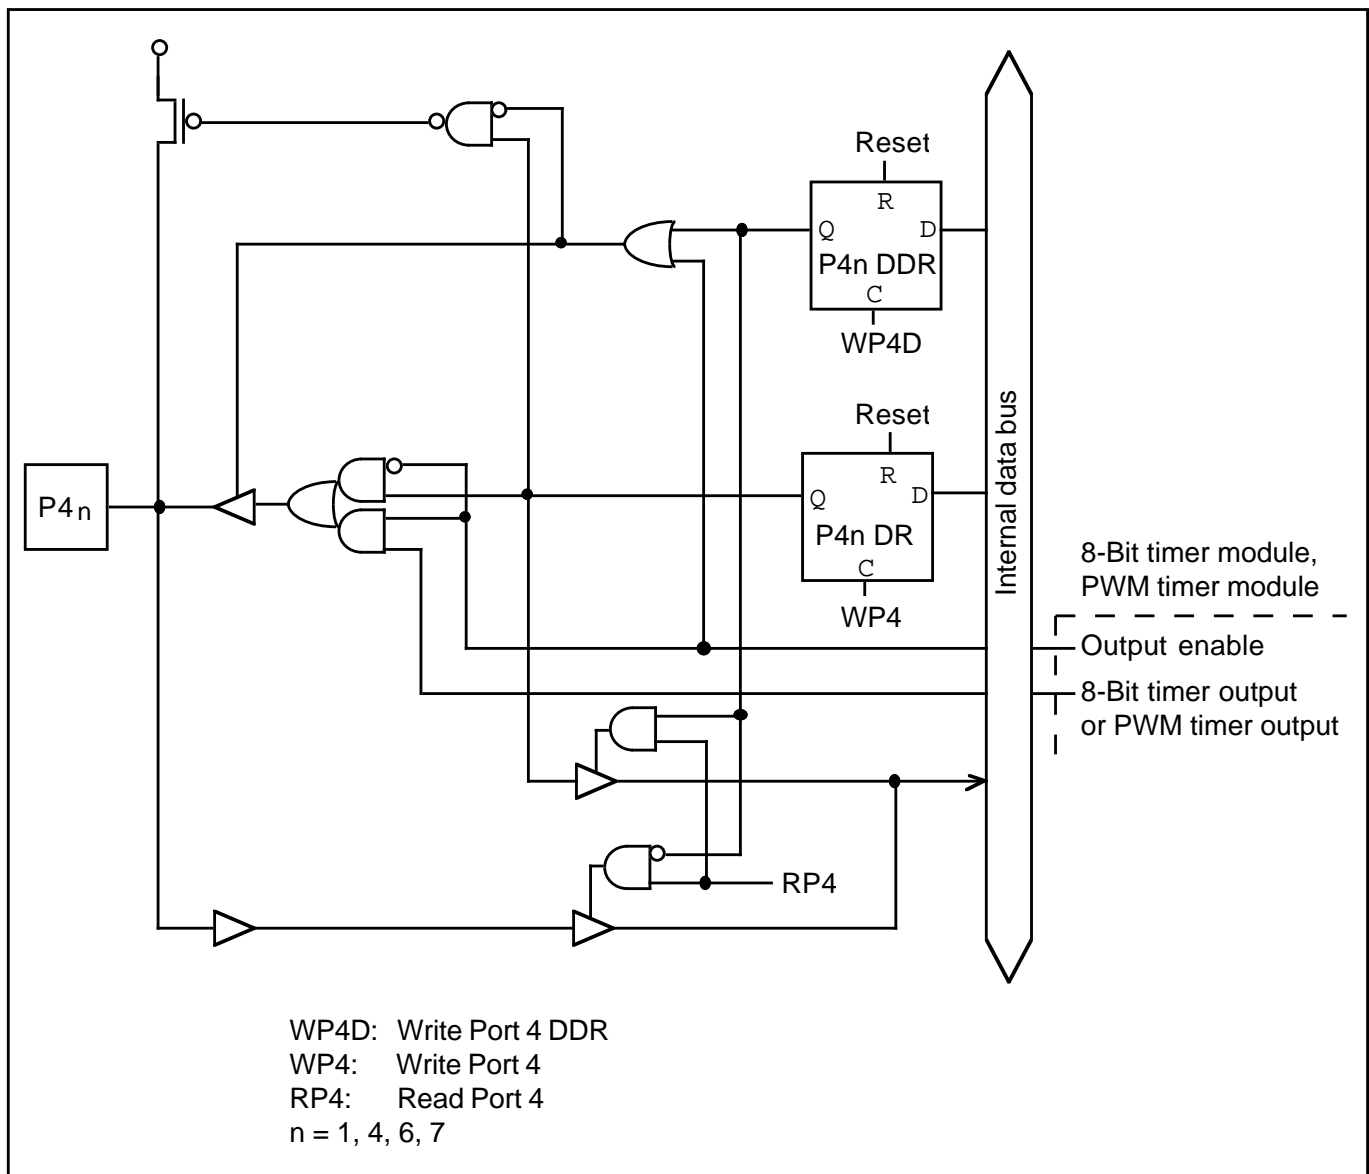 Reset
R
Q D
P4n DDR
C
WP4D
Reset
R
Q D
P4n DR
C
WP4
P4n
Internal data bus
8-Bit timer module,
PWM timer module
Output enable
8-Bit timer output
or PWM timer output
RP4
WP4D: Write Port 4 DDR
WP4: Write Port 4
RP4: Read Port 4
n = 1, 4, 6, 7